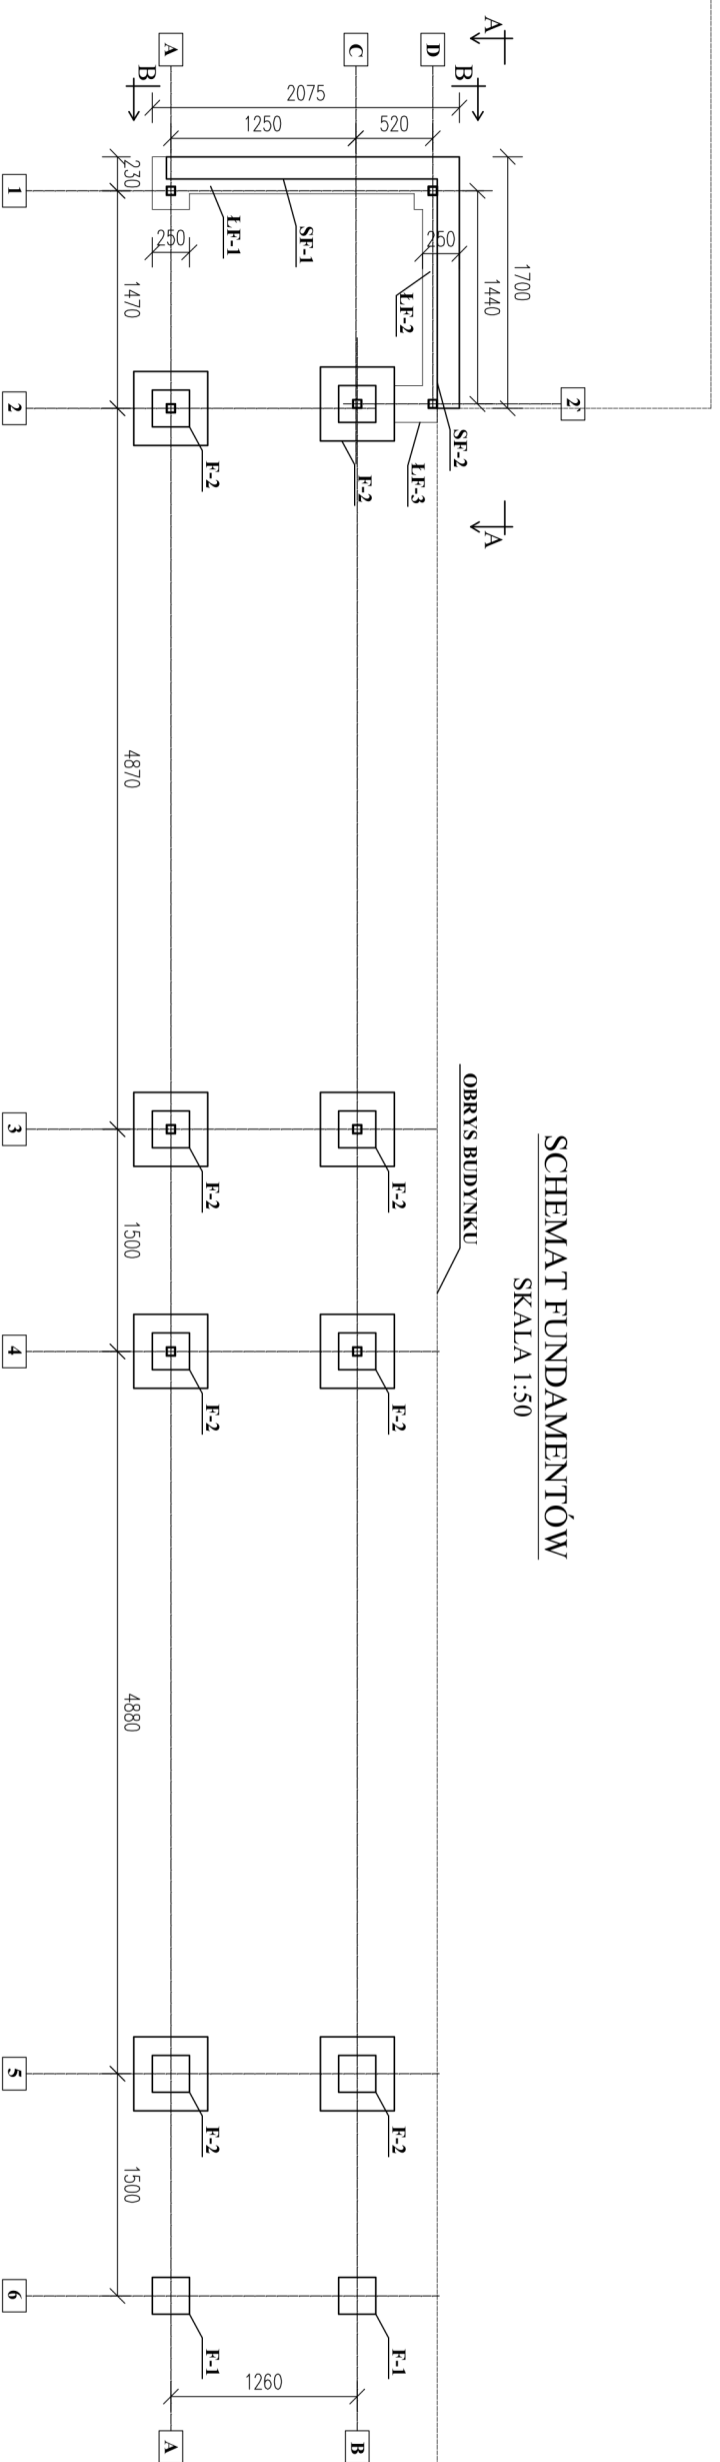 SCHEMAT FUNDAMENTÓW
SKALA 1:50
OBRYS BUDYNKU
A
A
B
B
D
C
A
2075
1250
520
230
250
1470
1700
1440
250
ŁF-1
SF-1
ŁF-2
SF-2
ŁF-3
2`
F-2
F-2
4870
F-2
F-2
1500
F-2
F-2
4880
F-2
F-2
1500
F-1
F-1
1260
A
B
1
2
3
4
5
6